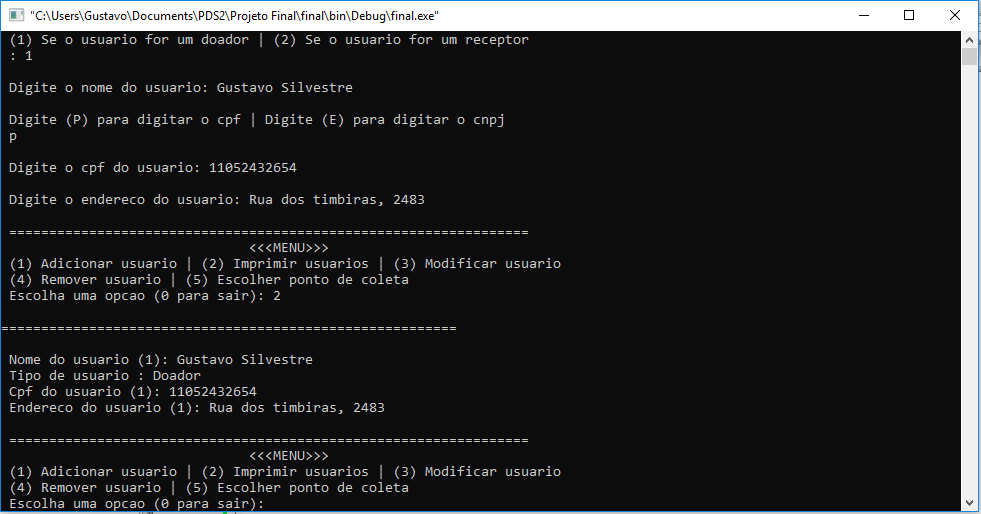 "C:\Users\Gustavo\Documents\PDS2\Projeto Final\final\bin\Debug\final.exe"
(1) Se o usuario for um doador | (2) Se o usuario for um receptor
: 1
Digite o nome do usuario: Gustavo Silvestre
Digite (P) para digitar o cpf | Digite (E) para digitar o cnpj
p
Digite o cpf do usuario: 11052432654
Digite o endereco do usuario: Rua dos timbiras, 2483
=================================================================
<<<MENU>>>
(1) Adicionar usuario | (2) Imprimir usuarios | (3) Modificar usuario
(4) Remover usuario | (5) Escolher ponto de coleta
Escolha uma opcao (0 para sair): 2
=========================================================
Nome do usuario (1): Gustavo Silvestre
Tipo de usuario : Doador
Cpf do usuario (1): 11052432654
Endereco do usuario (1): Rua dos timbiras, 2483
=================================================================
<<<MENU>>>
(1) Adicionar usuario | (2) Imprimir usuarios | (3) Modificar usuario
(4) Remover usuario | (5) Escolher ponto de coleta
Escolha uma opcao (0 para sair):